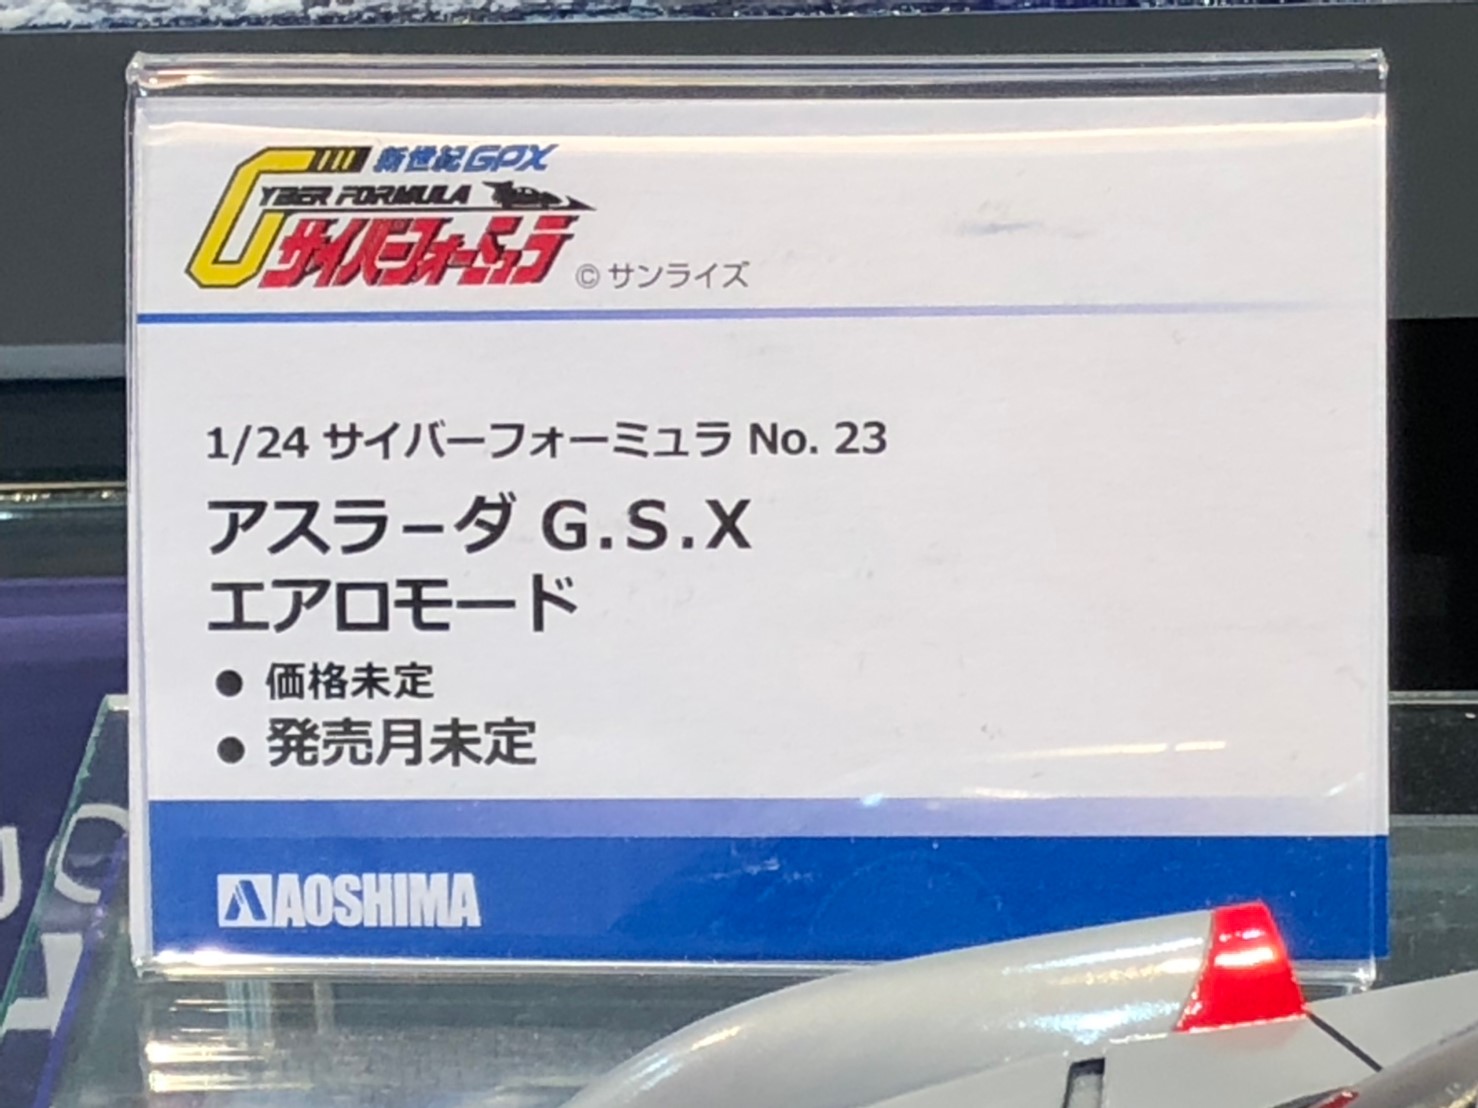 新世紀GPX
CYBER FORMULA
サイバーフォーミュラ
©サンライズ
1/24 サイバーフォーミュラ No. 23
アスラーダ G.S.X
エアロモード
● 価格未定
● 発売月未定
AOSHIMA